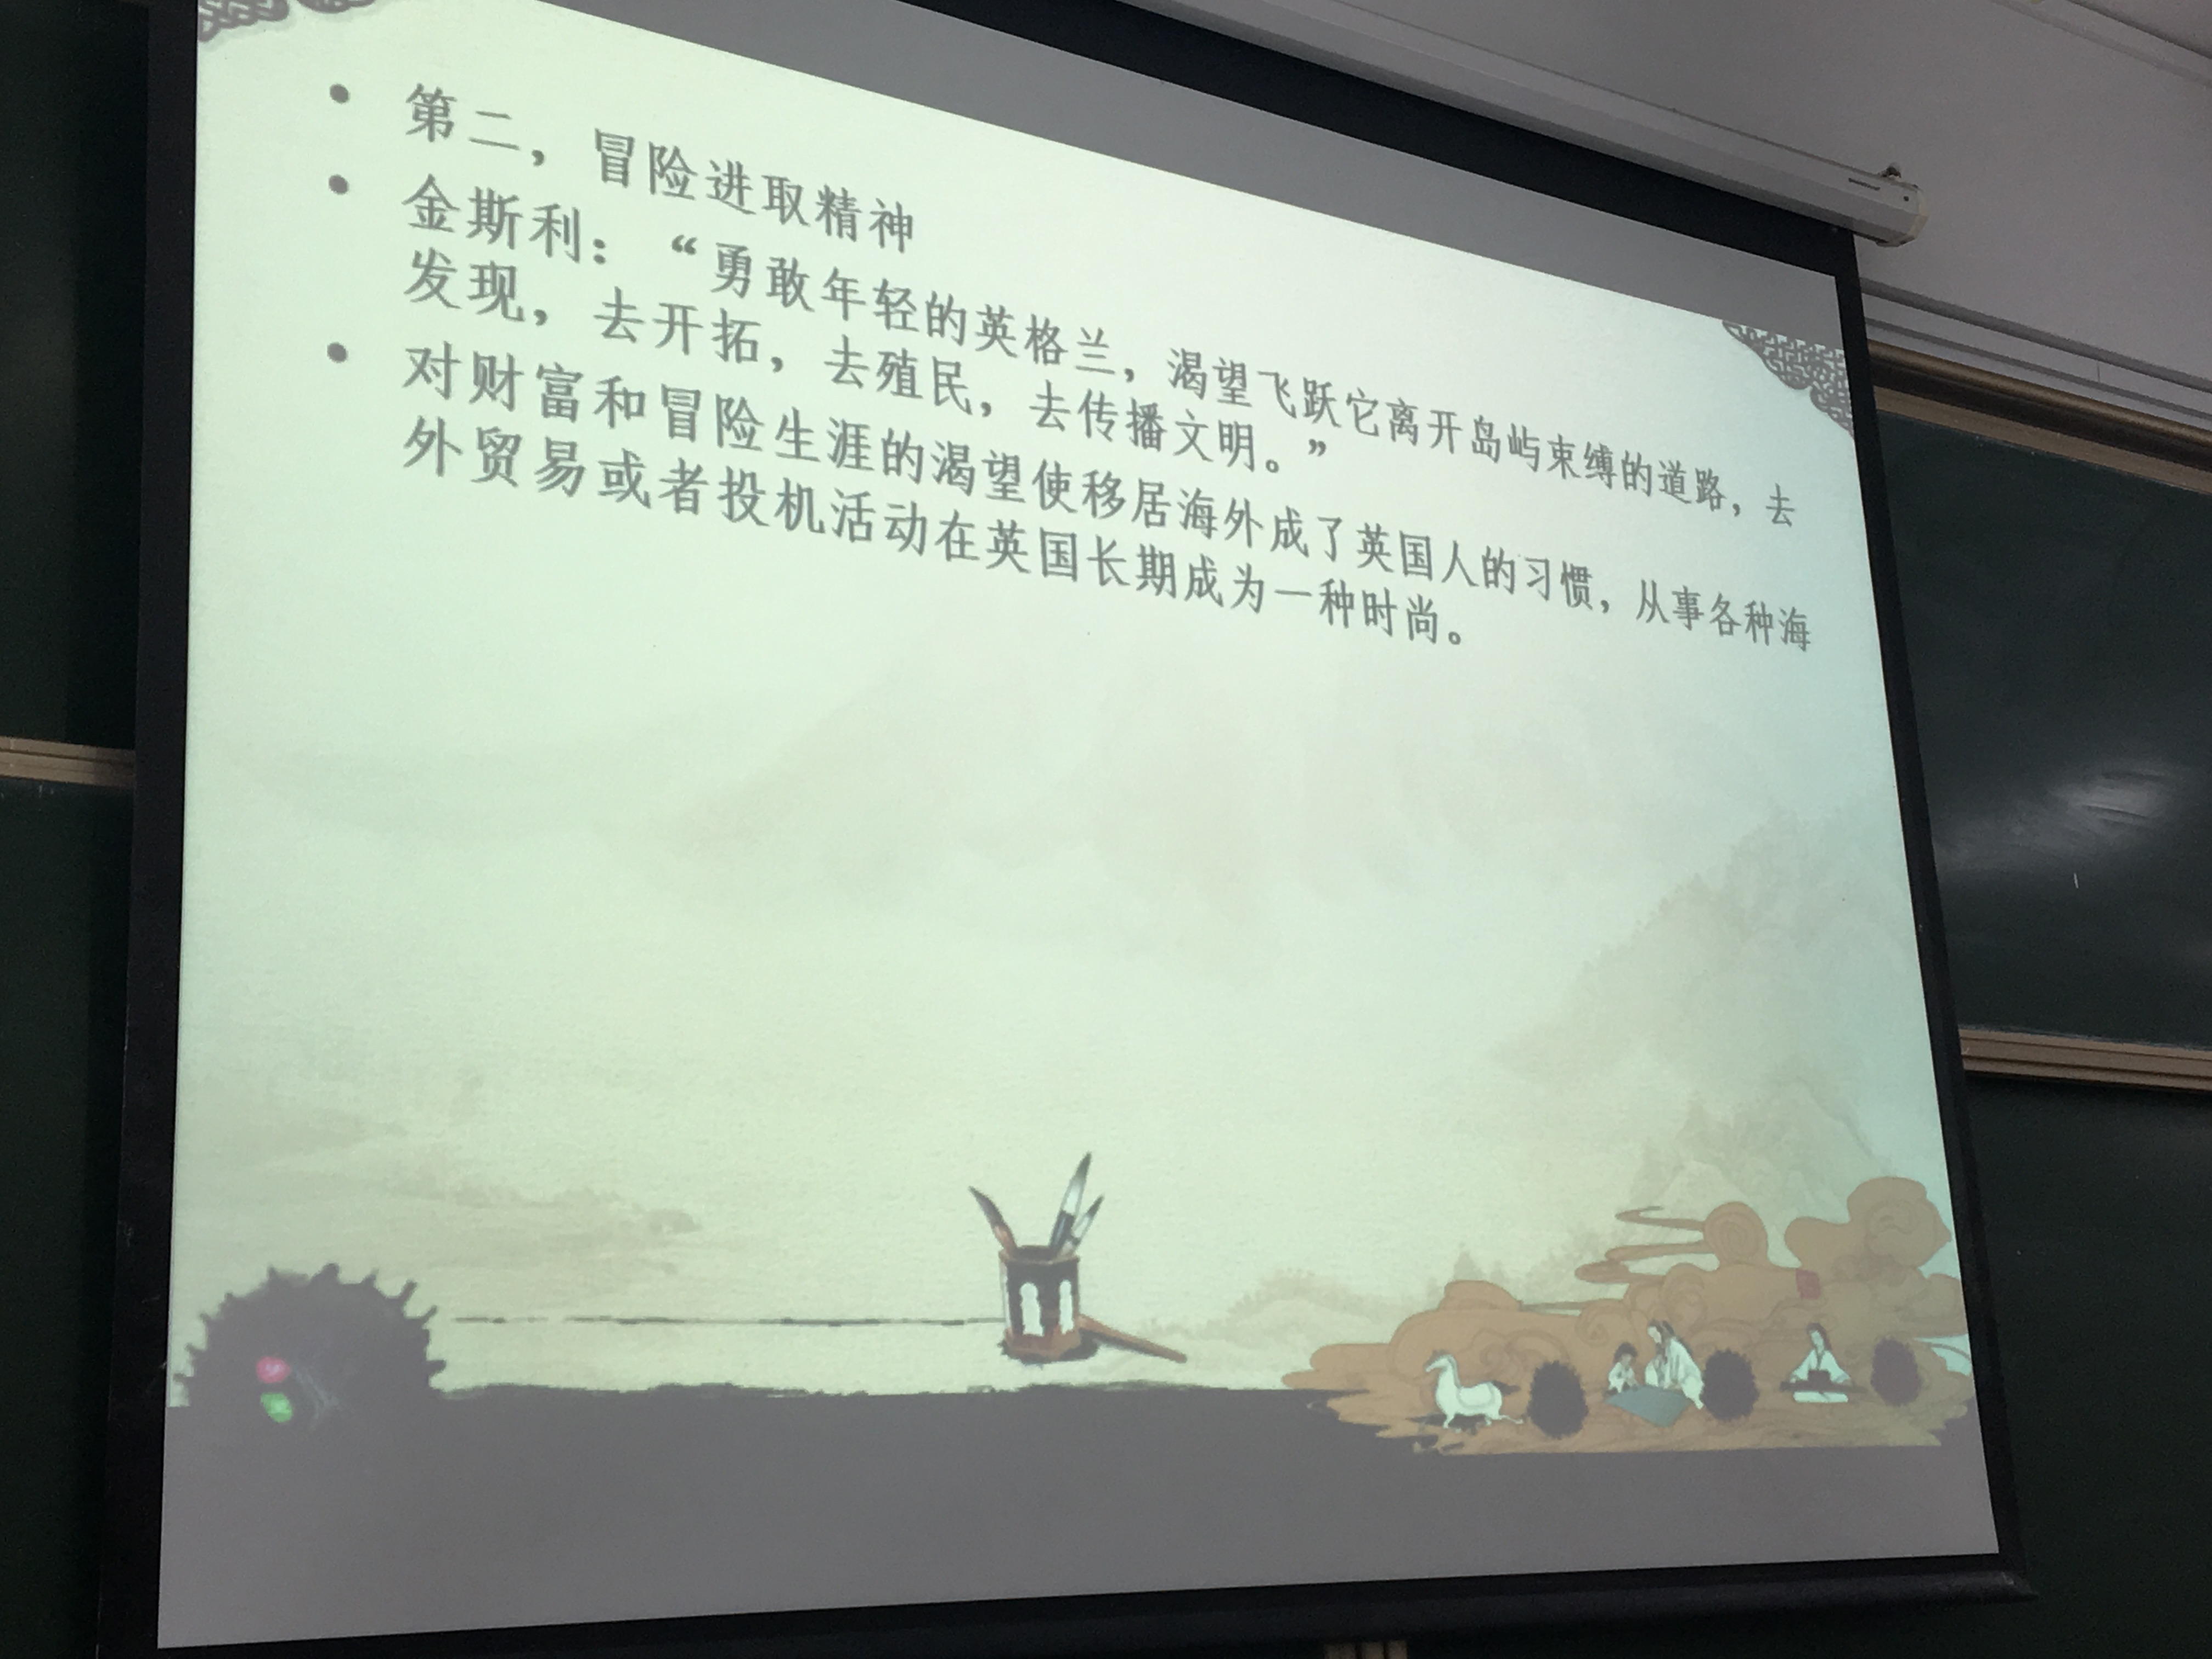 • 第二，冒险进取精神
• 金斯利：“勇敢年轻的英格兰，渴望飞跃它离开岛屿束缚的道路，去
发现，去开拓，去殖民，去传播文明。”
• 对财富和冒险生涯的渴望使移居海外成了英国人的习惯，从事各种海
外贸易或者投机活动在英国长期成为一种时尚。